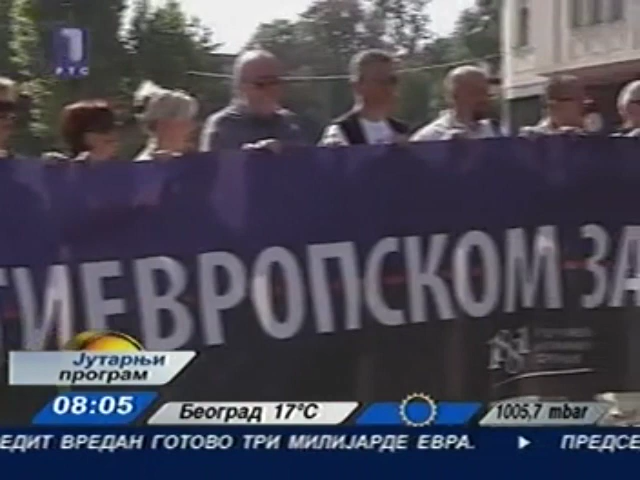 1
РТС
ТИЕВРОПСКОМ ЗА
Јутарњи
програм
08:05
Београд 17°C
1005,7 mbar
ЕДИТ ВРЕДАН ГОТОВО ТРИ МИЛИЈАРДЕ ЕВРА. ▶ ПРЕДСЕ